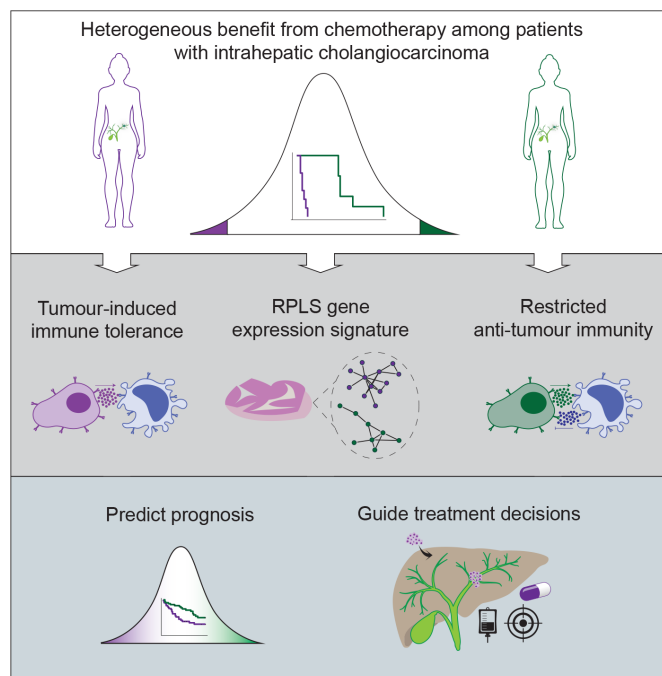 Heterogeneous benefit from chemotherapy among patients
with intrahepatic cholangiocarcinoma
Tumour-induced
immune tolerance
RPLS gene
expression signature
Restricted
anti-tumour immunity
Predict prognosis
Guide treatment decisions